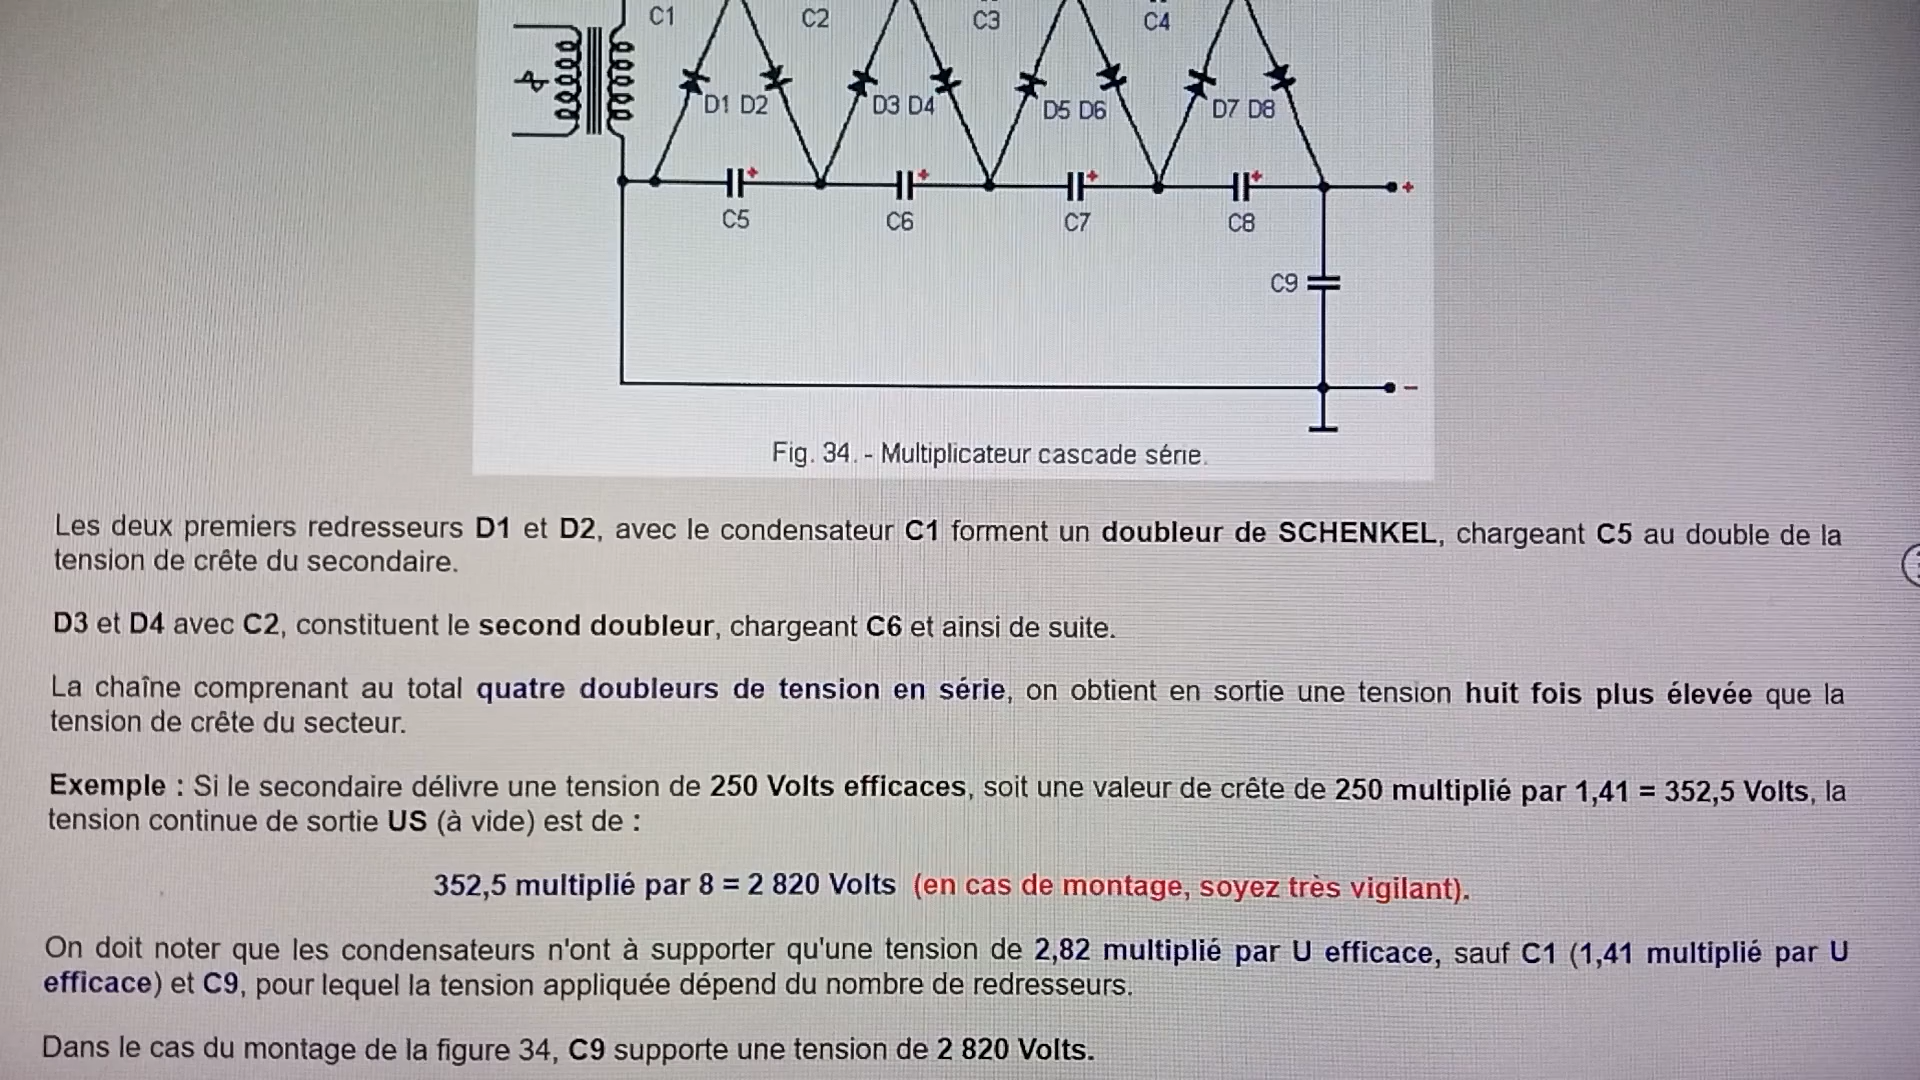 C1 C2 C3 C4
D1 D2 D3 D4 D5 D6 D7 D8
+ + + + +
C5 C6 C7 C8
C9
-
Fig. 34. - Multiplicateur cascade série.
Les deux premiers redresseurs D1 et D2, avec le condensateur C1 forment un doubleur de SCHENKEL, chargeant C5 au double de la
tension de crête du secondaire.
D3 et D4 avec C2, constituent le second doubleur, chargeant C6 et ainsi de suite.
La chaîne comprenant au total quatre doubleurs de tension en série, on obtient en sortie une tension huit fois plus élevée que la
tension de crête du secteur.
Exemple : Si le secondaire délivre une tension de 250 Volts efficaces, soit une valeur de crête de 250 multiplié par 1,41 = 352,5 Volts, la
tension continue de sortie US (à vide) est de :
352,5 multiplié par 8 = 2 820 Volts (en cas de montage, soyez très vigilant).
On doit noter que les condensateurs n'ont à supporter qu'une tension de 2,82 multiplié par U efficace, sauf C1 (1,41 multiplié par U
efficace) et C9, pour lequel la tension appliquée dépend du nombre de redresseurs.
Dans le cas du montage de la figure 34, C9 supporte une tension de 2 820 Volts.